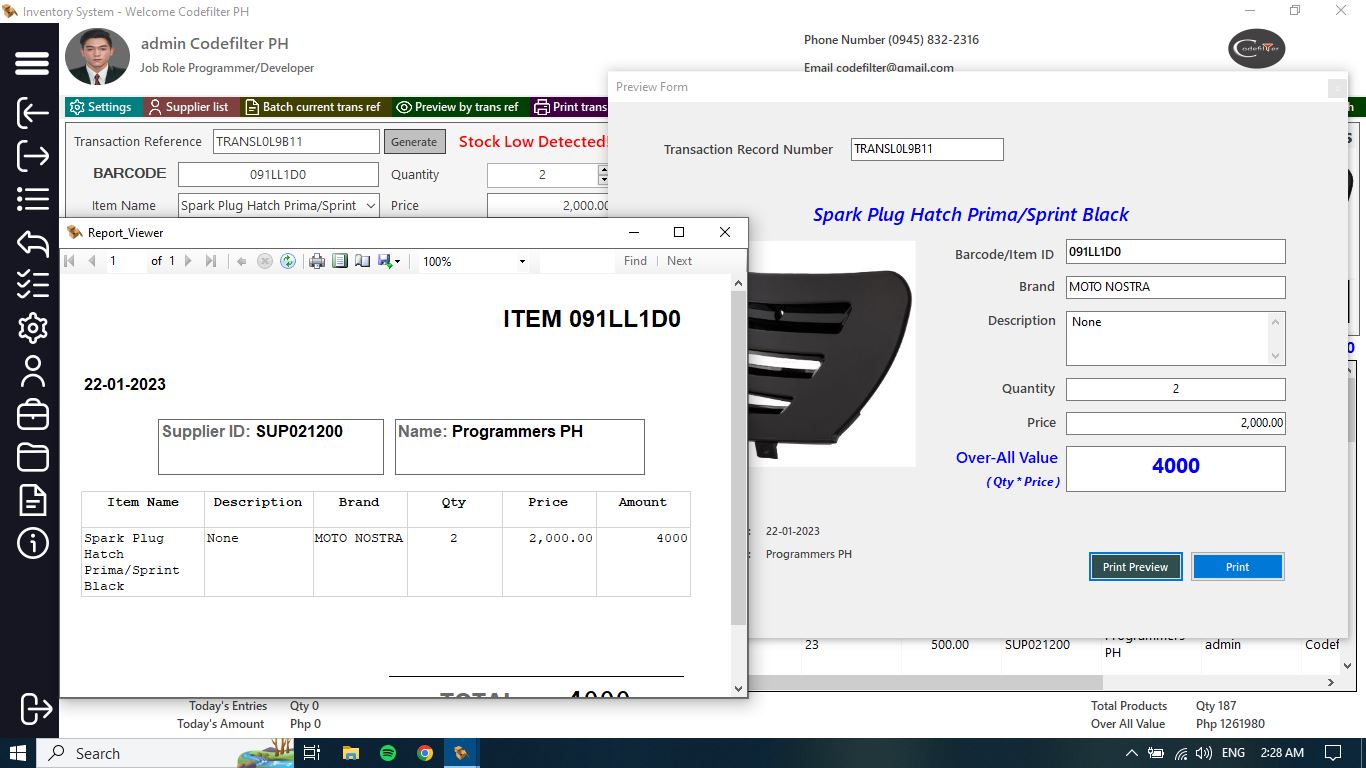 Inventory System - Welcome Codefilter PH
admin Codefilter PH
Job Role Programmer/Developer
Phone Number (0945) 832-2316
Email codefilter@gmail.com
Codefilter
Settings
Supplier list
Batch current trans ref
Preview by trans ref
Print trans
Transaction Reference
TRANSL0L9B11
Generate
Stock Low Detected!
BARCODE
091LL1D0
Quantity
2
Item Name
Spark Plug Hatch Prima/Sprint
Price
2,000.00
Preview Form
Transaction Record Number
TRANSL0L9B11
Spark Plug Hatch Prima/Sprint Black
Barcode/Item ID
091LL1D0
Brand
MOTO NOSTRA
Description
None
Quantity
2
Price
2,000.00
Over-All Value
4000
( Qty * Price )
: 22-01-2023
: Programmers PH
Print Preview
Print
Report_Viewer
1
of 1
100%
Find
Next
ITEM 091LL1D0
22-01-2023
Supplier ID: SUP021200
Name: Programmers PH
Item Name Description Brand Qty Price Amount
Spark Plug None MOTO NOSTRA 2 2,000.00 4000
Hatch
Prima/Sprint
Black
TOTAL 4000
23 500.00 SUP021200 Programmers admin Codef
PH
Today's Entries Qty 0
Today's Amount Php 0
Total Products Qty 187
Over All Value Php 1261980
Search
ENG
2:28 AM